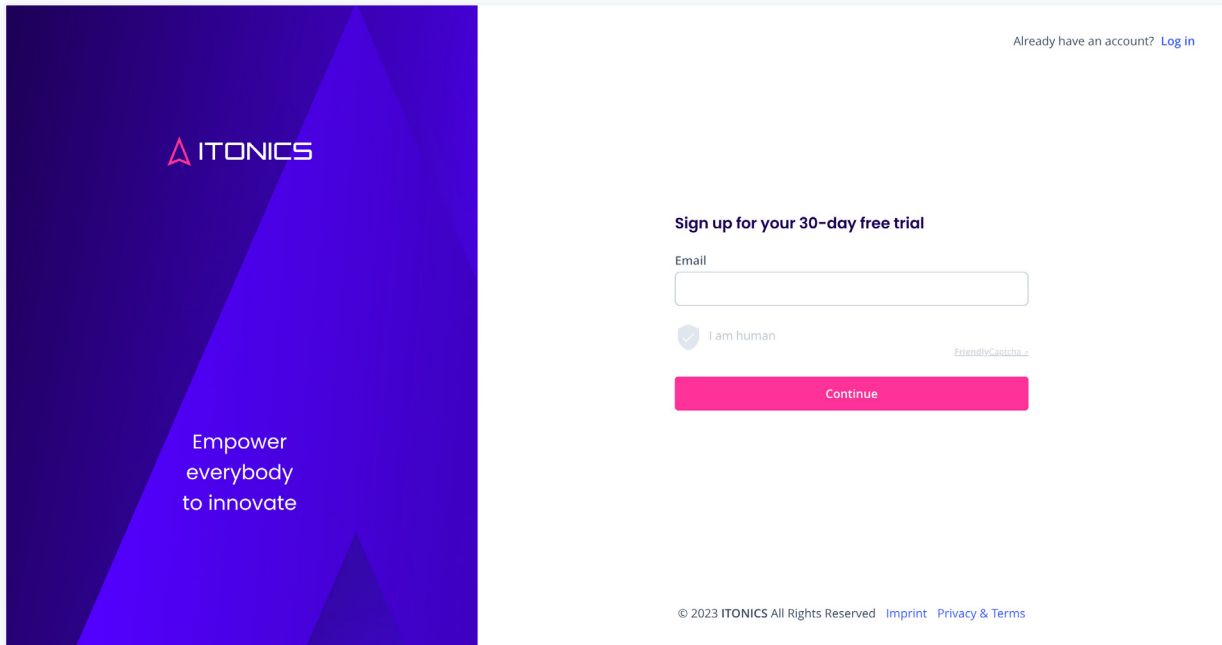 Already have an account? Log in
ITONICS
Sign up for your 30-day free trial
Email
I am human
FriendlyCaptcha ⇗
Continue
Empower
everybody
to innovate
© 2023 ITONICS All Rights Reserved Imprint Privacy & Terms